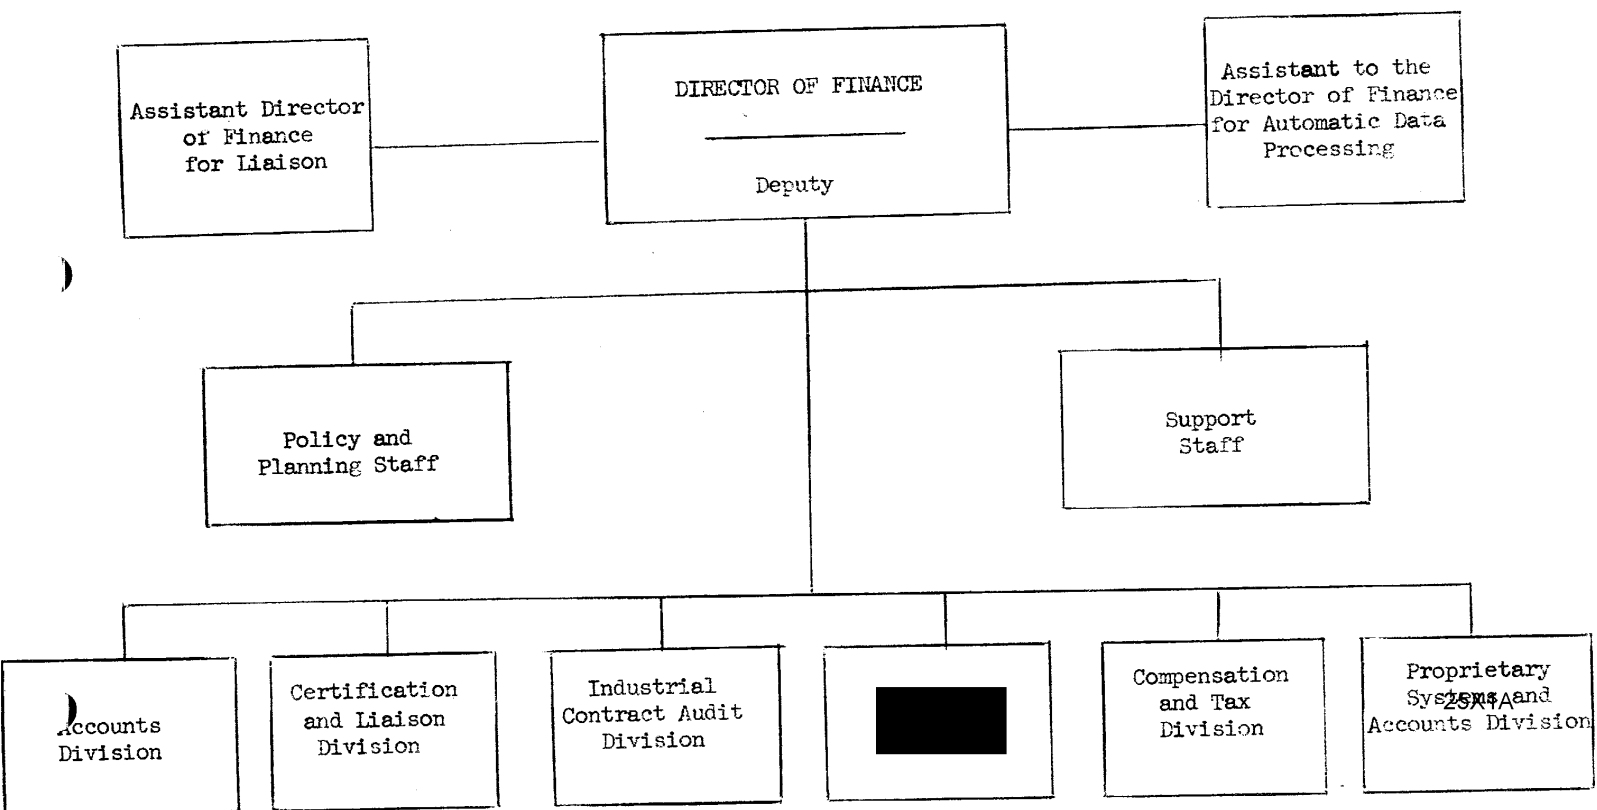 Assistant Director
of Finance
for Liaison
DIRECTOR OF FINANCE
Deputy
Assistant to the
Director of Finance
for Automatic Data
Processing
Policy and
Planning Staff
Support
Staff
Accounts
Division
Certification
and Liaison
Division
Industrial
Contract Audit
Division
Compensation
and Tax
Division
Proprietary
Systems and
25X1A
Accounts Division